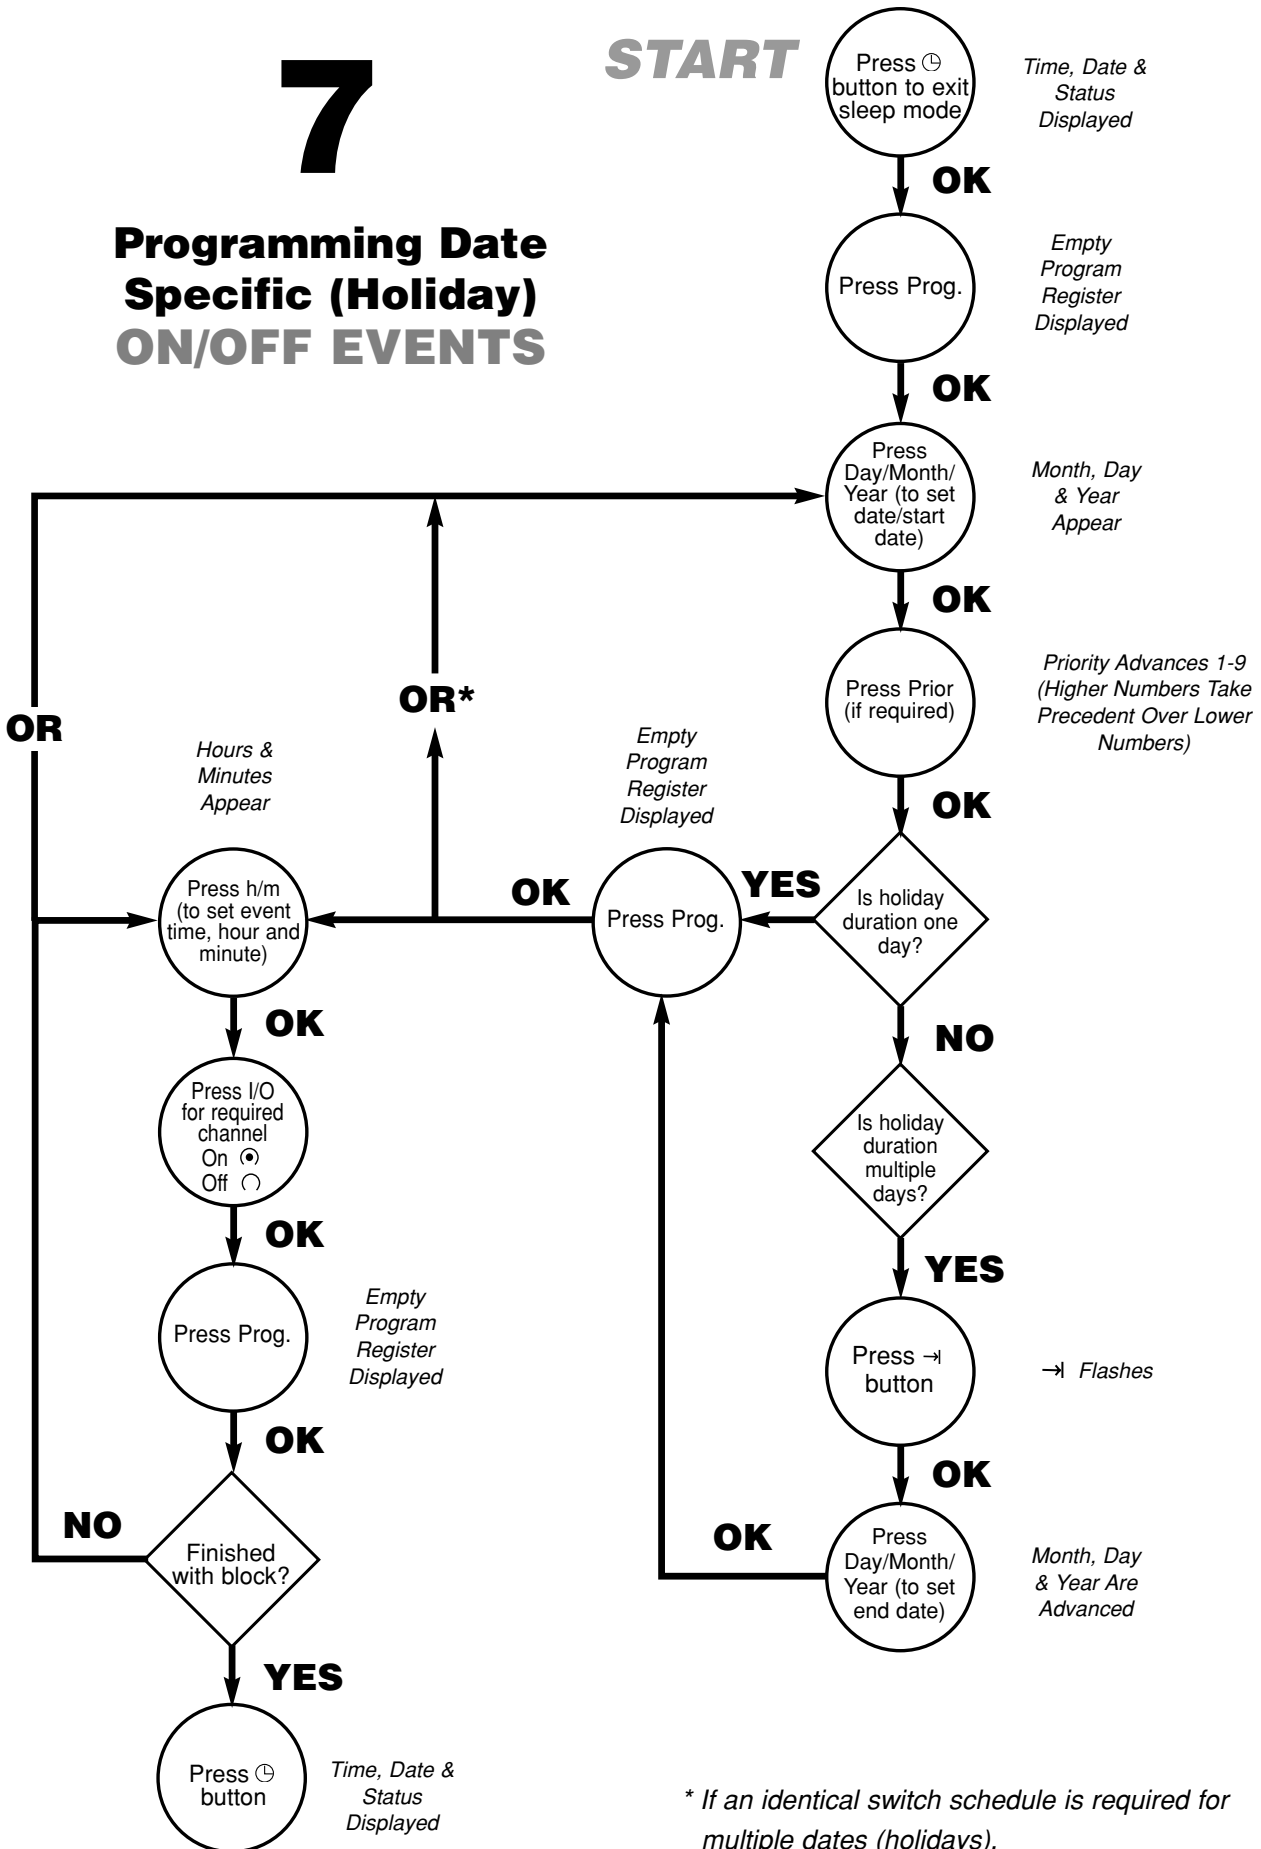 7
Programming Date
Specific (Holiday)
ON/OFF EVENTS
START
Press
button to exit
sleep mode
Time, Date &
Status
Displayed
OK
Press Prog.
Empty
Program
Register
Displayed
OK
Press
Day/Month/
Year (to set
date/start
date)
Month, Day
& Year
Appear
OK
Press Prior
(if required)
Priority Advances 1-9
(Higher Numbers Take
Precedent Over Lower
Numbers)
OK
Is holiday
duration one
day?
YES
Press Prog.
Empty
Program
Register
Displayed
OK
OR*
OR
NO
Is holiday
duration
multiple
days?
YES
Press →|
button
→| Flashes
OK
Press
Day/Month/
Year (to set
end date)
Month, Day
& Year Are
Advanced
OK
Hours &
Minutes
Appear
Press h/m
(to set event
time, hour and
minute)
OK
Press I/O
for required
channel
On
Off
OK
Press Prog.
Empty
Program
Register
Displayed
OK
Finished
with block?
NO
YES
Press
button
Time, Date &
Status
Displayed
* If an identical switch schedule is required for
multiple dates (holidays).